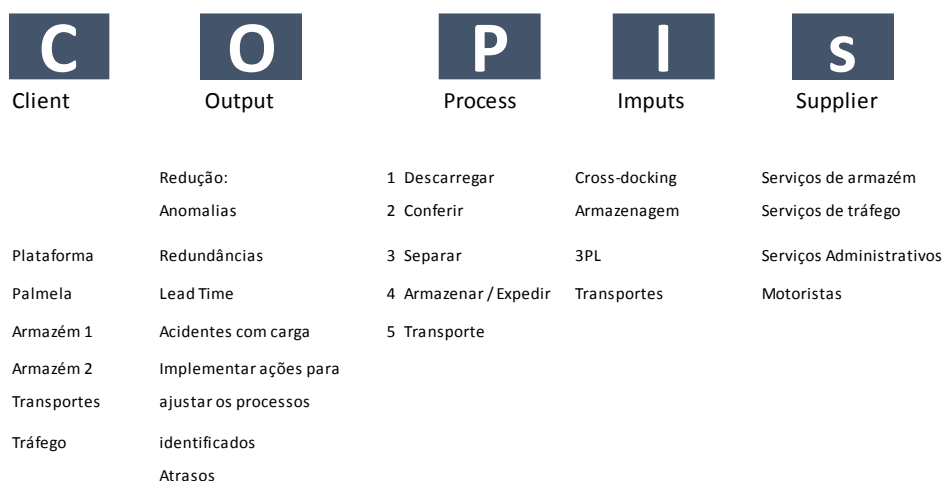 C O P I s
Client Output Process Imputs Supplier
Redução: 1 Descarregar Cross-docking Serviços de armazém
Anomalias 2 Conferir Armazenagem Serviços de tráfego
Plataforma Redundâncias 3 Separar 3PL Serviços Administrativos
Palmela Lead Time 4 Armazenar / Expedir Transportes Motoristas
Armazém 1 Acidentes com carga 5 Transporte
Armazém 2 Implementar ações para
Transportes ajustar os processos
Tráfego identificados
Atrasos